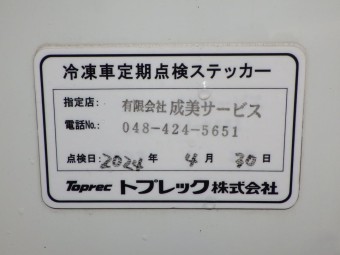 冷凍車定期点検ステッカー
指定店: 有限会社 成美サービス
電話No.: 048-424-5651
点検日: 2024 年 4 月 30 日
Toprec トプレック株式会社